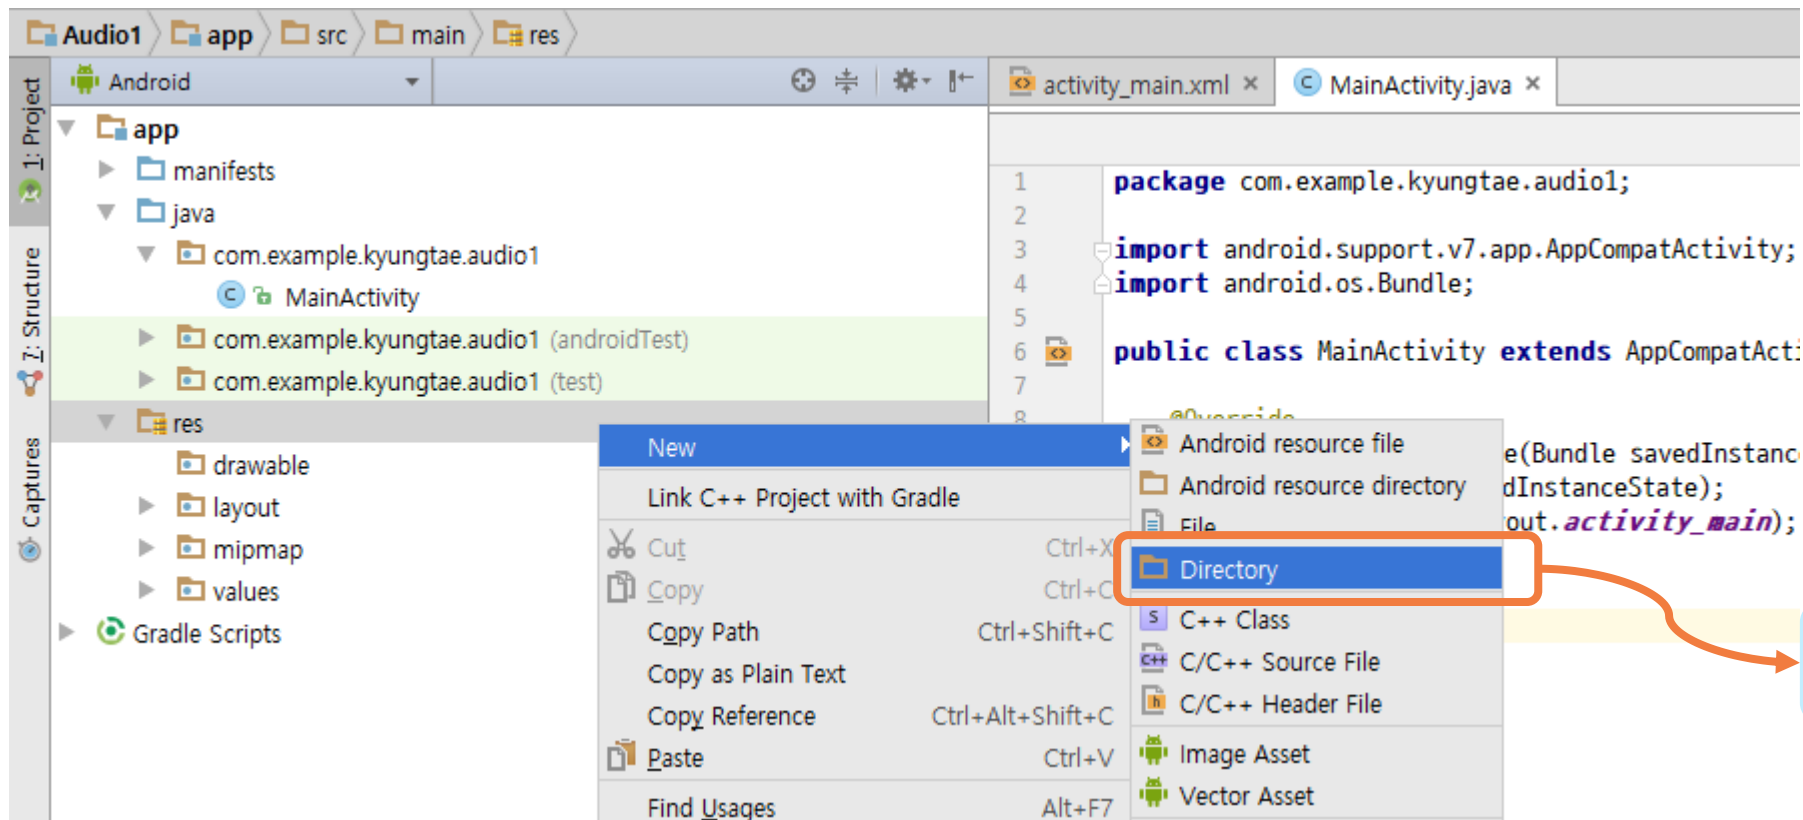 Audio1 app src main res
1: Project
7: Structure
Captures
Android
app
manifests
java
com.example.kyungtae.audio1
MainActivity
com.example.kyungtae.audio1 (androidTest)
com.example.kyungtae.audio1 (test)
res
drawable
layout
mipmap
values
Gradle Scripts
activity_main.xml MainActivity.java
1 package com.example.kyungtae.audio1;
2
3 import android.support.v7.app.AppCompatActivity;
4 import android.os.Bundle;
5
6 public class MainActivity extends AppCompatActi
7
8 @Override
e(Bundle savedInstanc
dInstanceState);
out.activity_main);
New
Link C++ Project with Gradle
Cut Ctrl+X
Copy Ctrl+C
Copy Path Ctrl+Shift+C
Copy as Plain Text
Copy Reference Ctrl+Alt+Shift+C
Paste Ctrl+V
Find Usages Alt+F7
Android resource file
Android resource directory
File
Directory
S C++ Class
C++ C/C++ Source File
h C/C++ Header File
Image Asset
Vector Asset